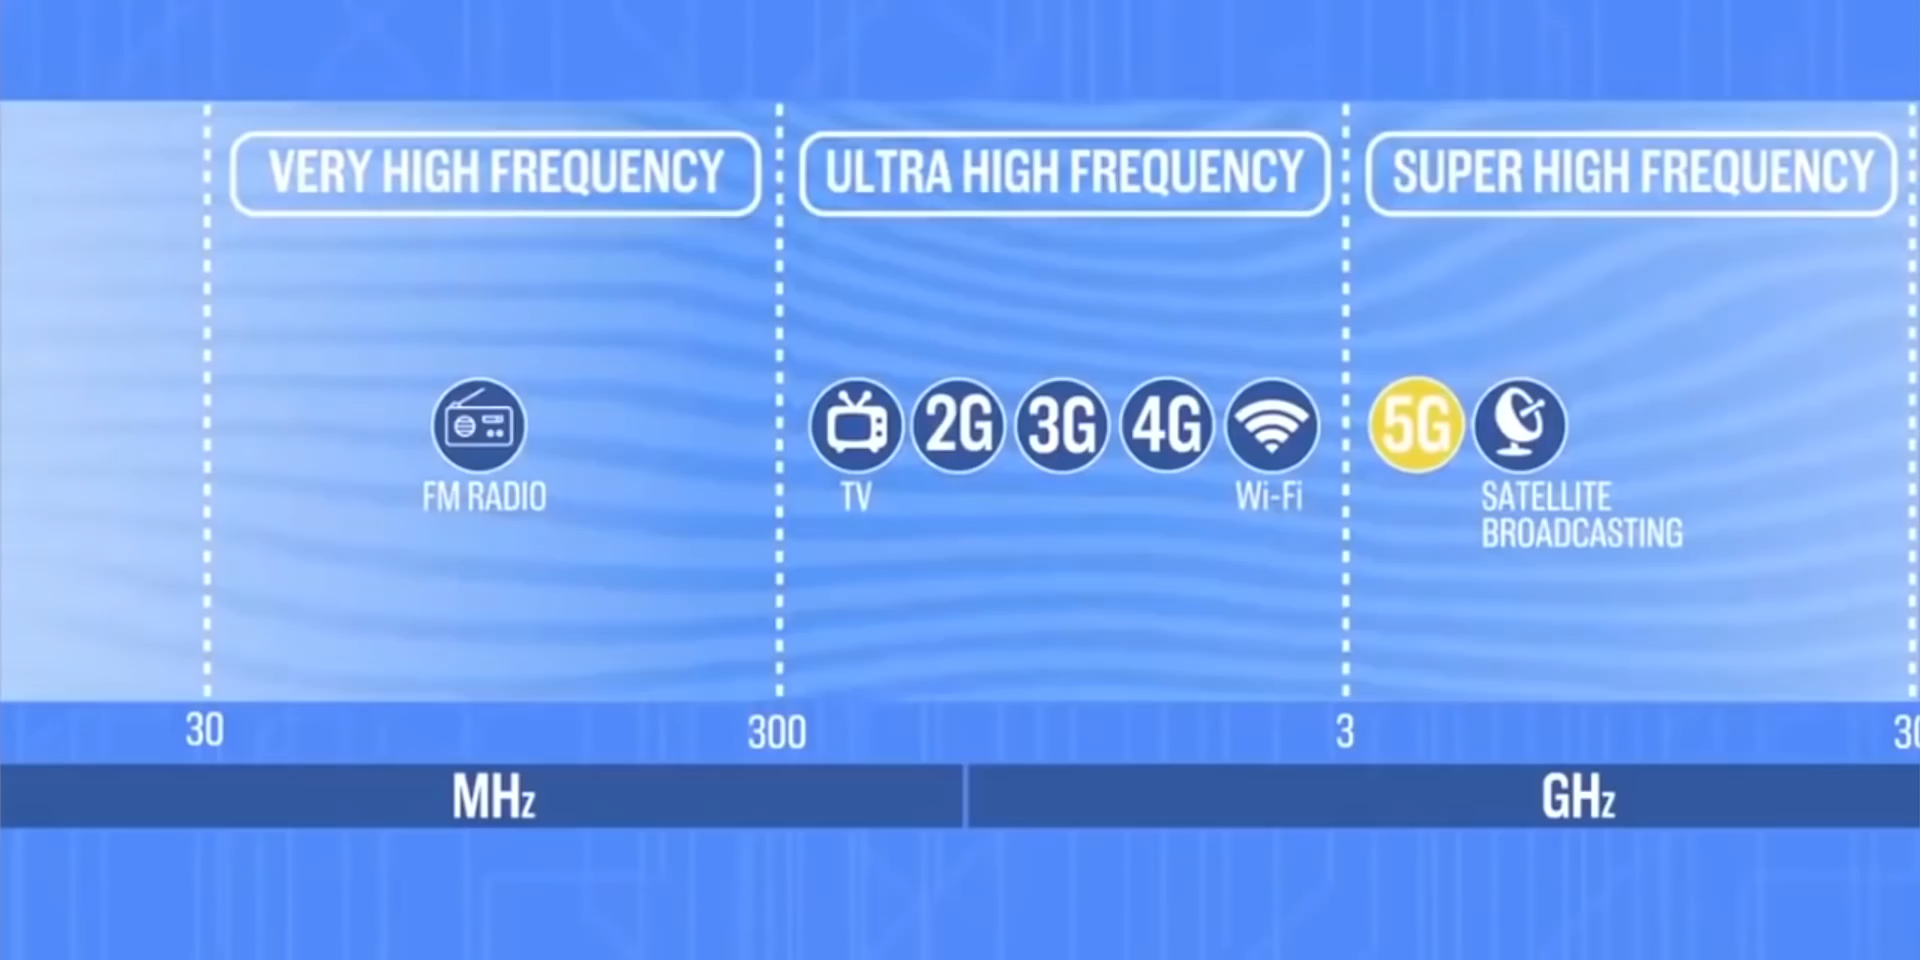 VERY HIGH FREQUENCY
ULTRA HIGH FREQUENCY
SUPER HIGH FREQUENCY
2G
3G
4G
5G
FM RADIO
TV
Wi-Fi
SATELLITE
BROADCASTING
30
300
3
30
MHz
GHz